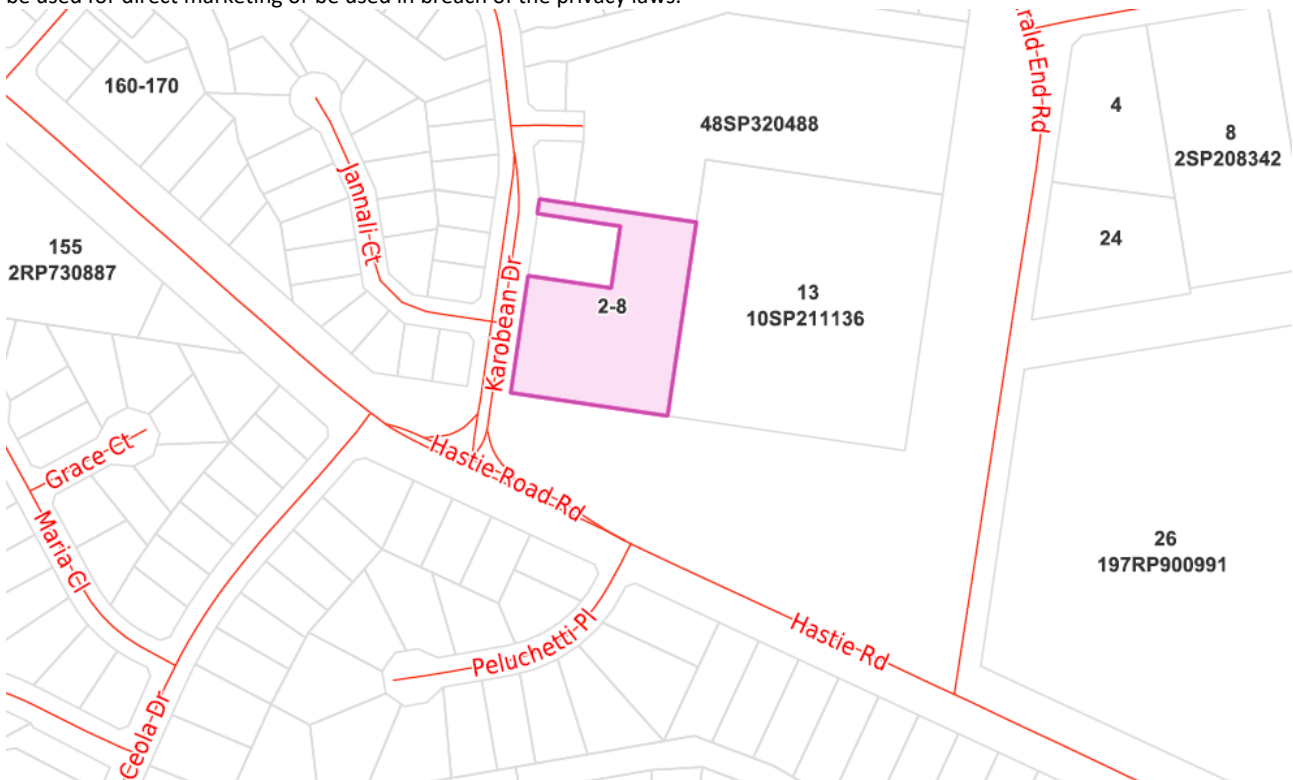 be used for direct marketing or be used in breach of the privacy laws.
160-170
48SP320488
rald-End-Rd
4
8
2SP208342
Jannali-Ct
155
2RP730887
24
Karobean-Dr
2-8
13
10SP211136
Grace-Ct
Hastie-Road-Rd
Maria-Cl
26
197RP900991
Peluchetti-Pl
Hastie-Rd
Ceola-Dr